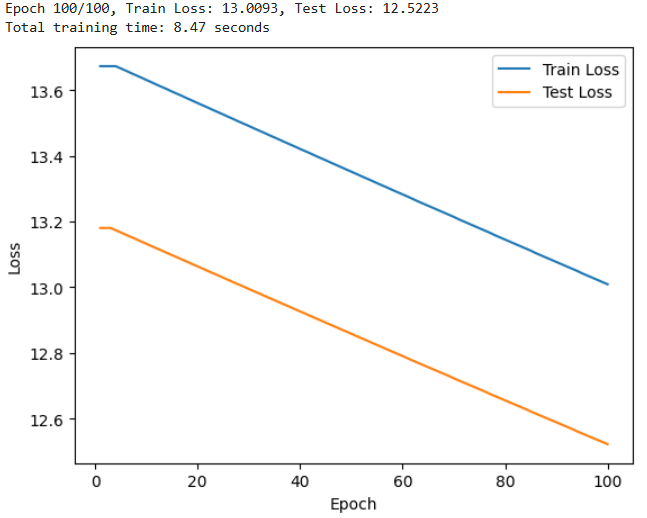 Epoch 100/100, Train Loss: 13.0093, Test Loss: 12.5223
Total training time: 8.47 seconds
Train Loss
Test Loss
13.6
13.4
13.2
13.0
12.8
12.6
Loss
0 20 40 60 80 100
Epoch